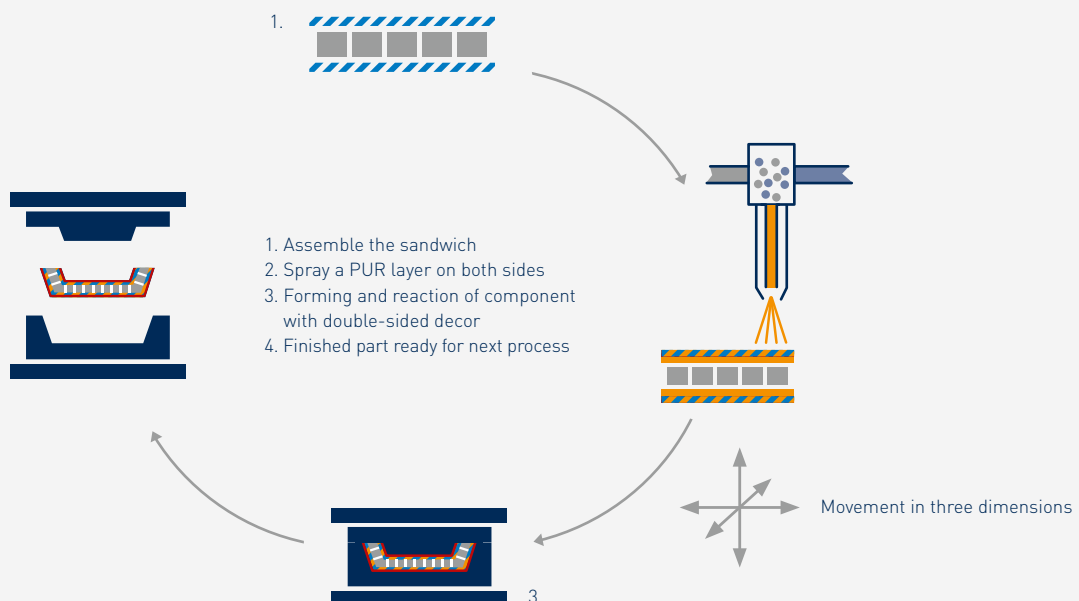 1.
1. Assemble the sandwich
2. Spray a PUR layer on both sides
3. Forming and reaction of component
with double-sided decor
4. Finished part ready for next process
Movement in three dimensions
3